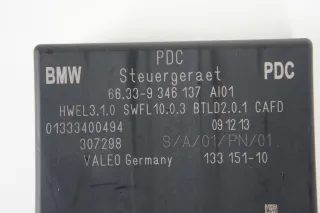 PDC
BMW Steuergeraet PDC
66.33-9 346 137 AI01
HWEL3.1.0 SWFL10.0.3 BTLD2.0.1 CAFD
01333400494 09 12 13
307298 S/A/01/PN/01
VALEO Germany 133 151-10